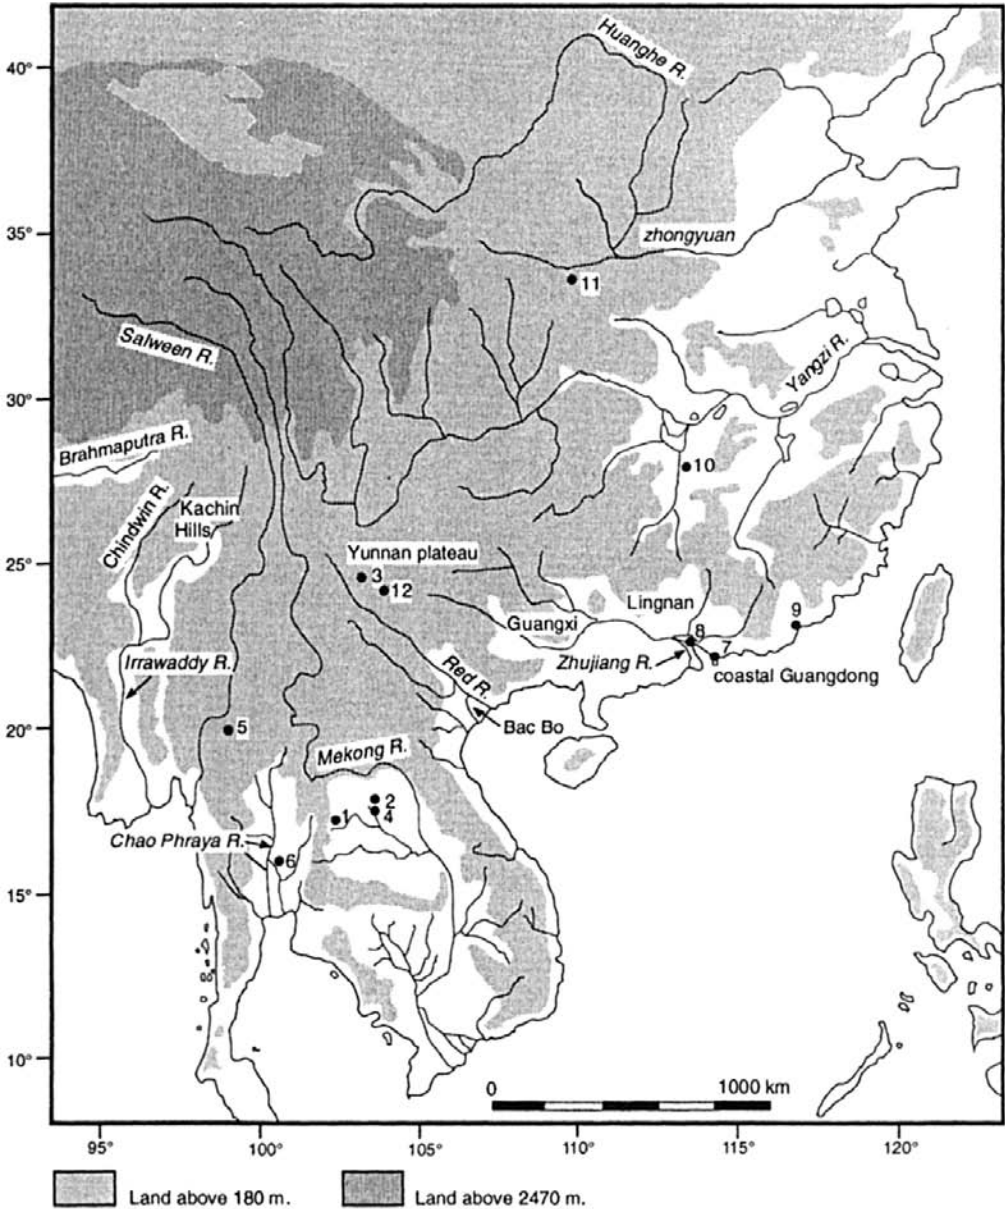 Huanghe R.
40°
35°
zhongyuan
11
Salween R.
Yangzi R.
30°
Brahmaputra R.
10
Chindwin R.
Kachin
Hills
Yunnan plateau
25°
3
12
Lingnan
9
Guangxi
8
7
Zhujiang R.
coastal Guangdong
Irrawaddy R.
Red R.
Bac Bo
5
20°
Mekong R.
2
1
4
Chao Phraya R.
6
15°
10°
0 1000 km
95° 100° 105° 110° 115° 120°
Land above 180 m. Land above 2470 m.